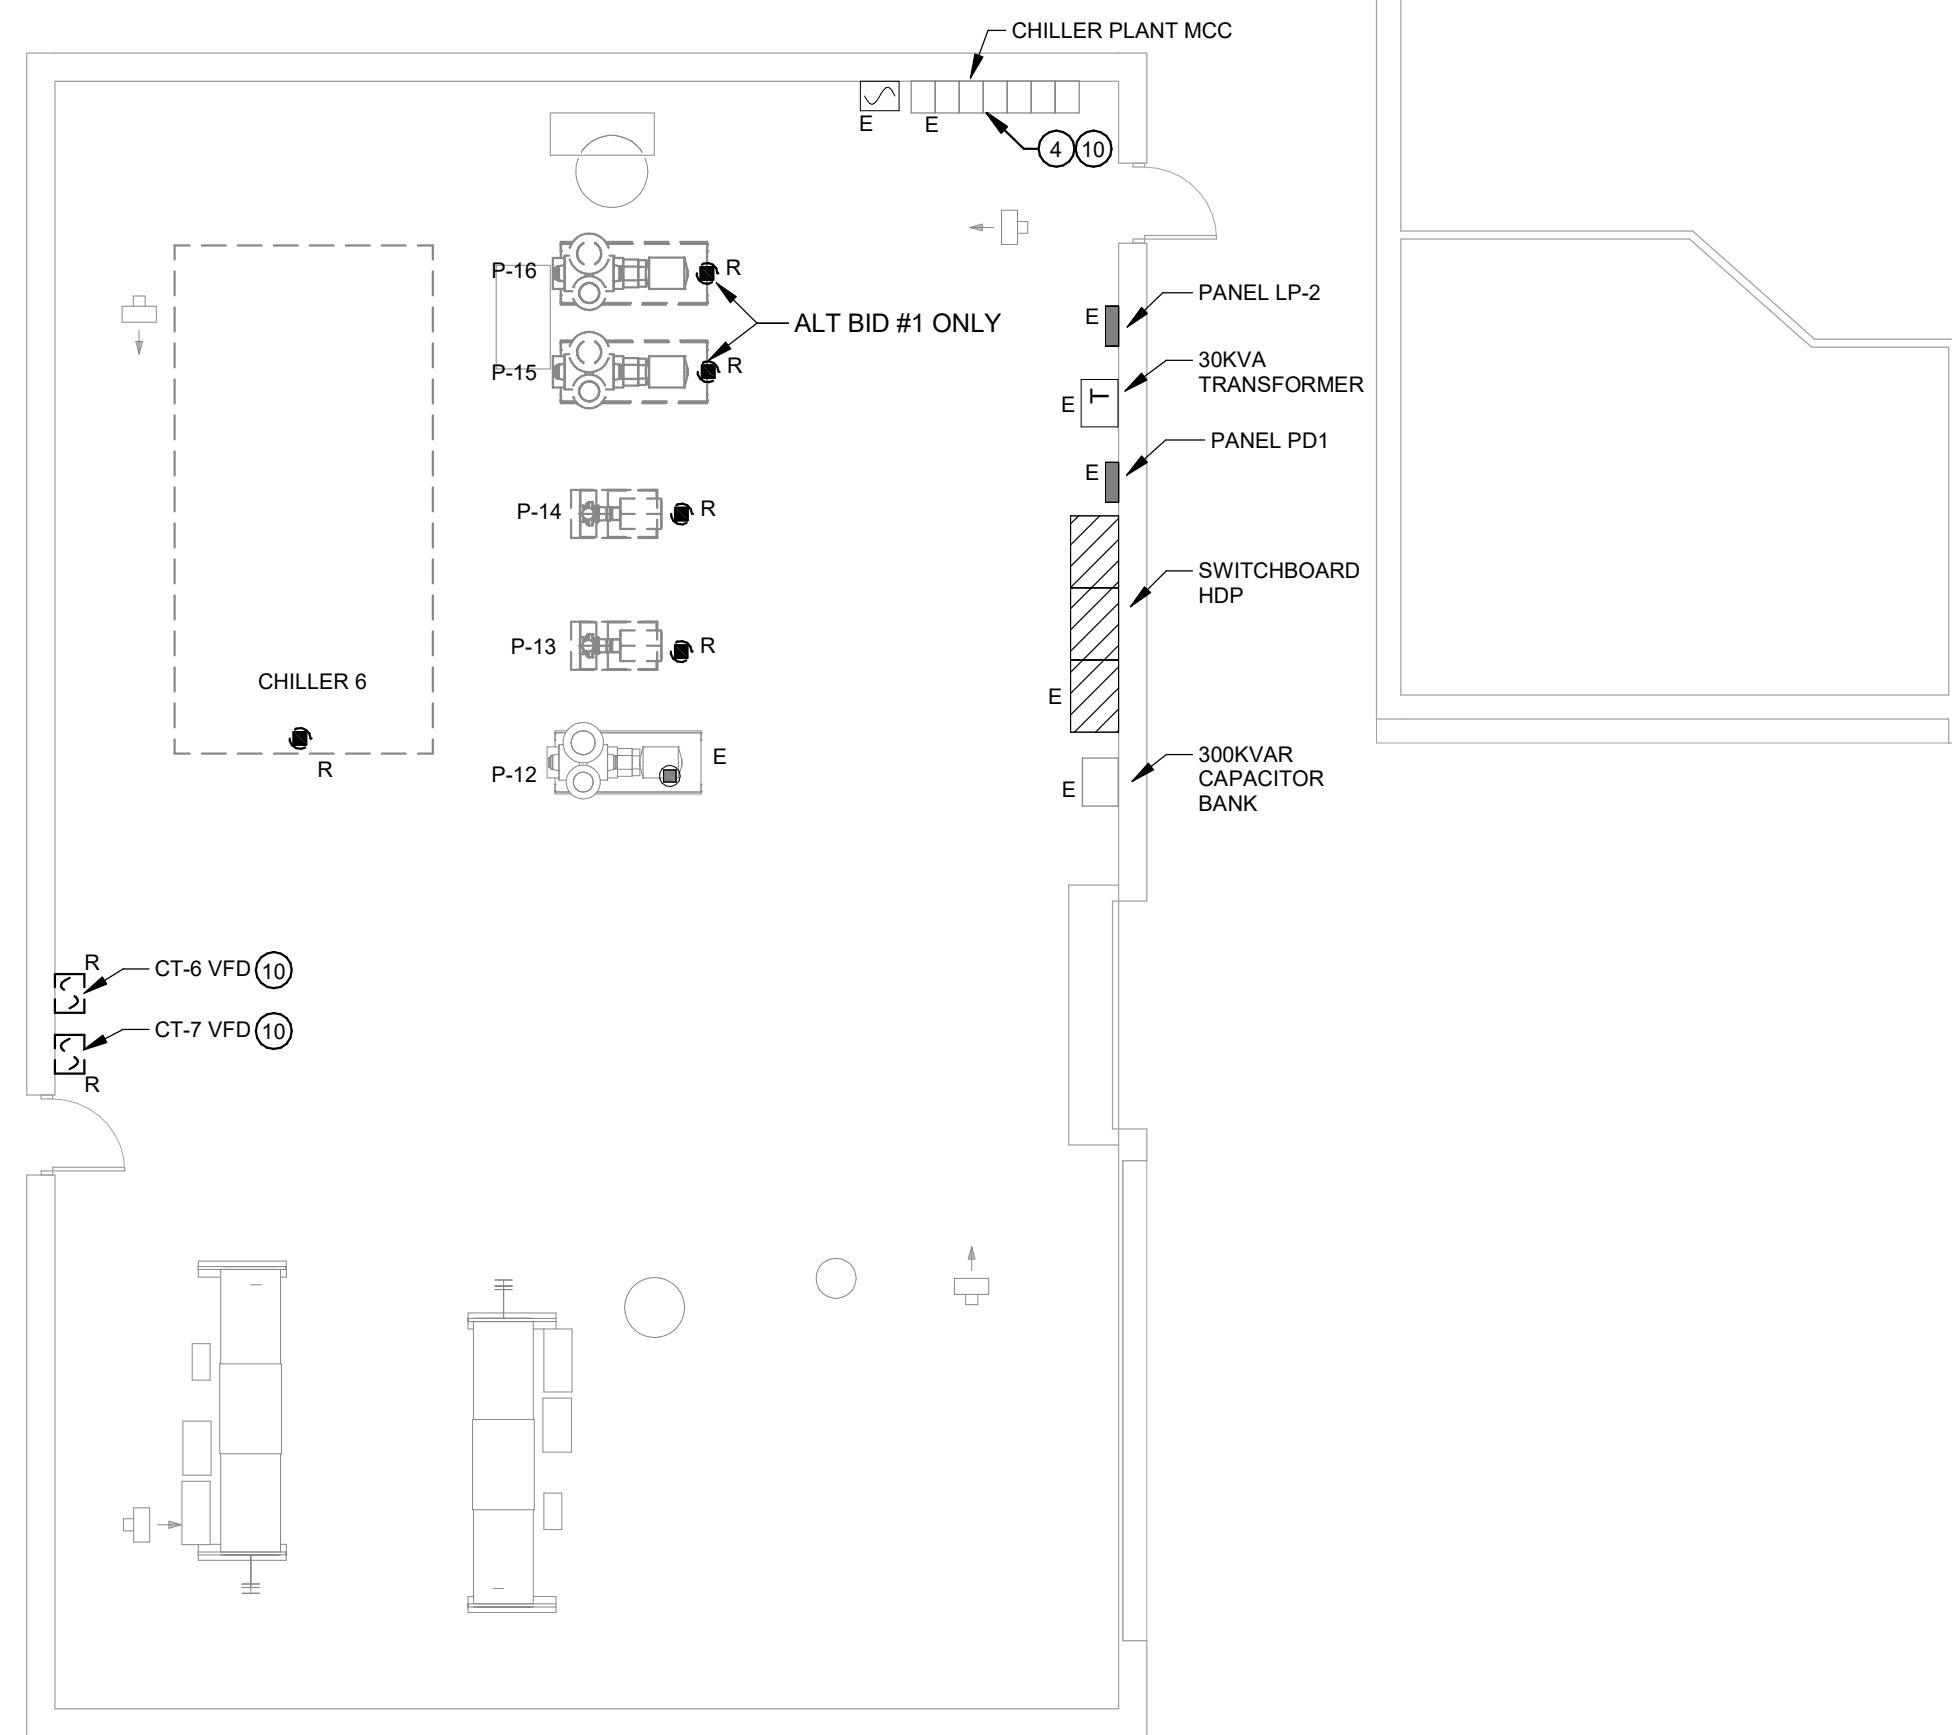 CHILLER PLANT MCC
E
E
4
10
P-16
R
ALT BID #1 ONLY
P-15
R
E
PANEL LP-2
30KVA
TRANSFORMER
E
T
PANEL PD1
E
P-14
R
SWITCHBOARD
HDP
E
P-13
R
CHILLER 6
R
P-12
E
300KVAR
CAPACITOR
BANK
E
R
CT-6 VFD 10
CT-7 VFD 10
R